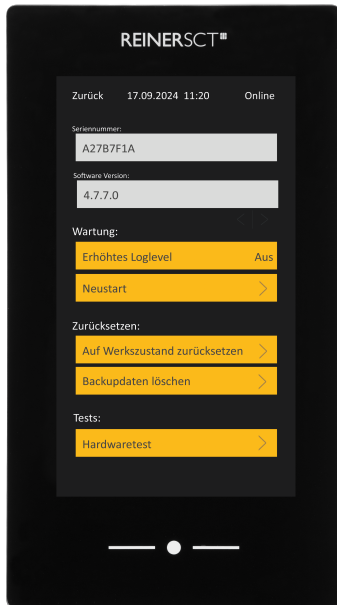 REINERSCT
Zurück 17.09.2024 11:20 Online
Seriennummer:
A27B7F1A
Software Version:
4.7.7.0
Wartung:
Erhöhtes Loglevel Aus
Neustart
Zurücksetzen:
Auf Werkszustand zurücksetzen
Backupdaten löschen
Tests:
Hardwaretest